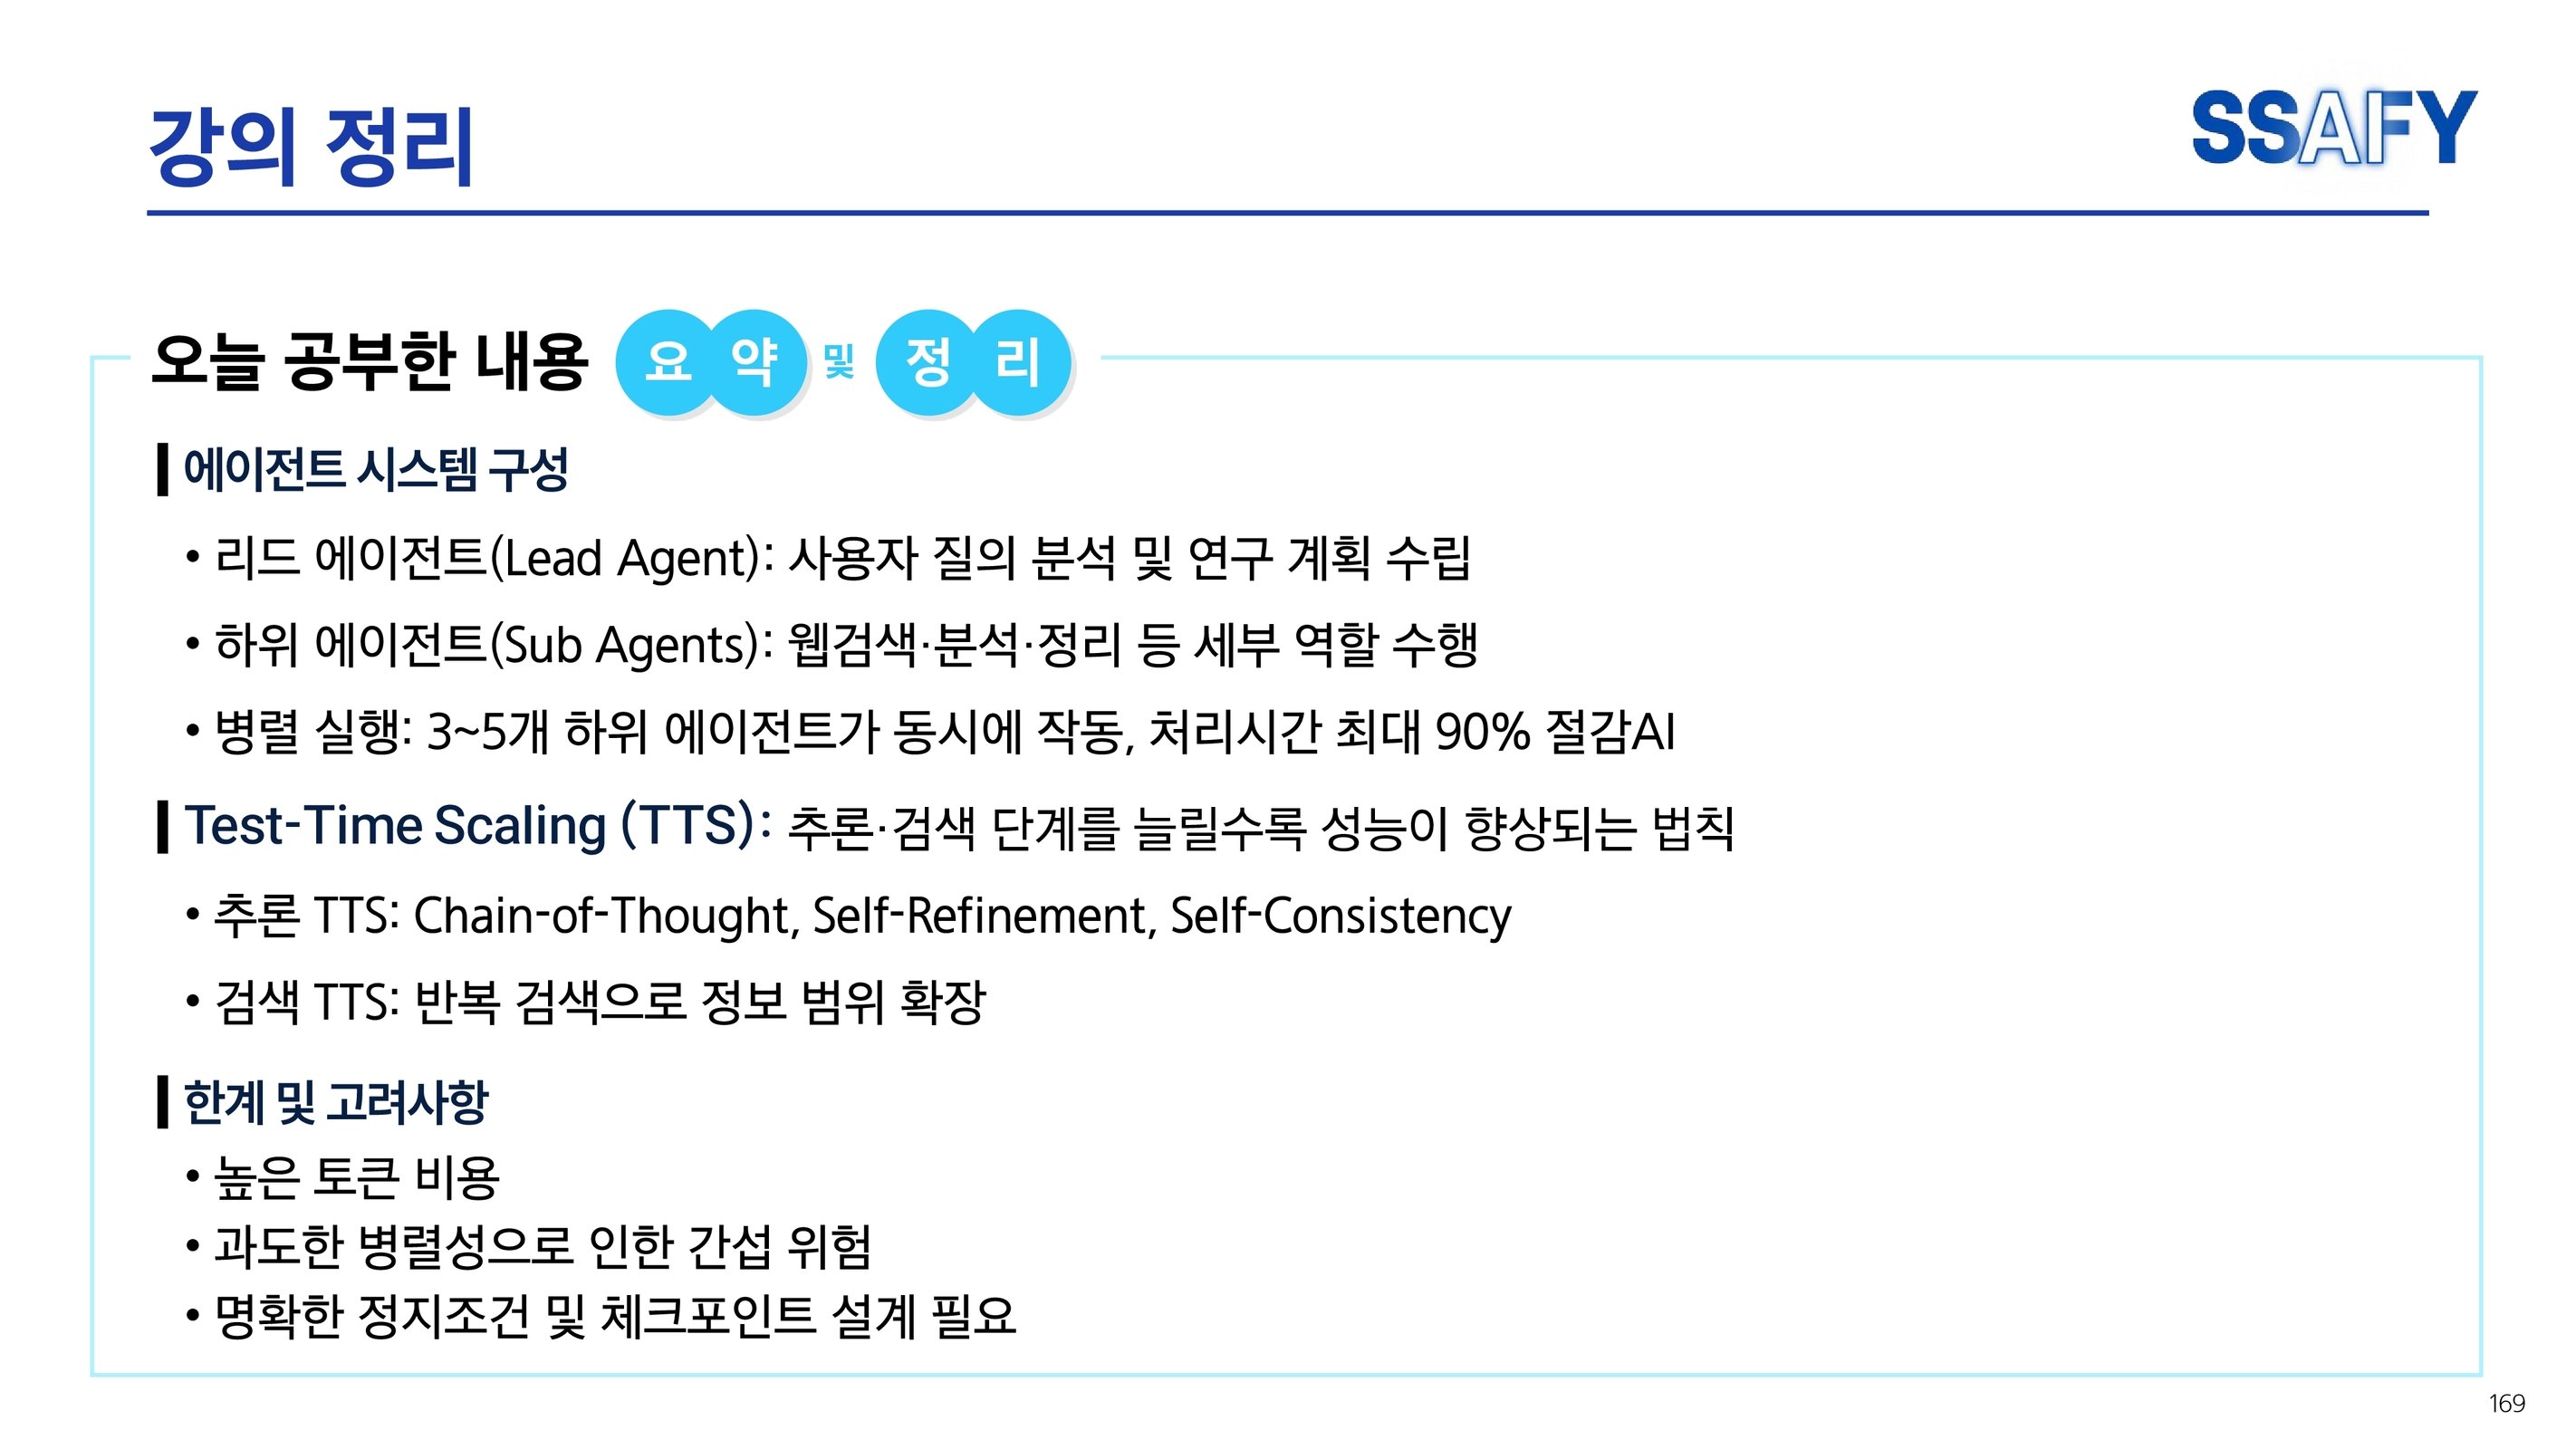 강의 정리
SSAFY
오늘 공부한 내용 요약 및 정리
에이전트 시스템 구성
• 리드 에이전트(Lead Agent): 사용자 질의 분석 및 연구 계획 수립
• 하위 에이전트(Sub Agents): 웹검색·분석·정리 등 세부 역할 수행
• 병렬 실행: 3~5개 하위 에이전트가 동시에 작동, 처리시간 최대 90% 절감AI
Test-Time Scaling (TTS): 추론·검색 단계를 늘릴수록 성능이 향상되는 법칙
• 추론 TTS: Chain-of-Thought, Self-Refinement, Self-Consistency
• 검색 TTS: 반복 검색으로 정보 범위 확장
한계 및 고려사항
• 높은 토큰 비용
• 과도한 병렬성으로 인한 간섭 위험
• 명확한 정지조건 및 체크포인트 설계 필요
169